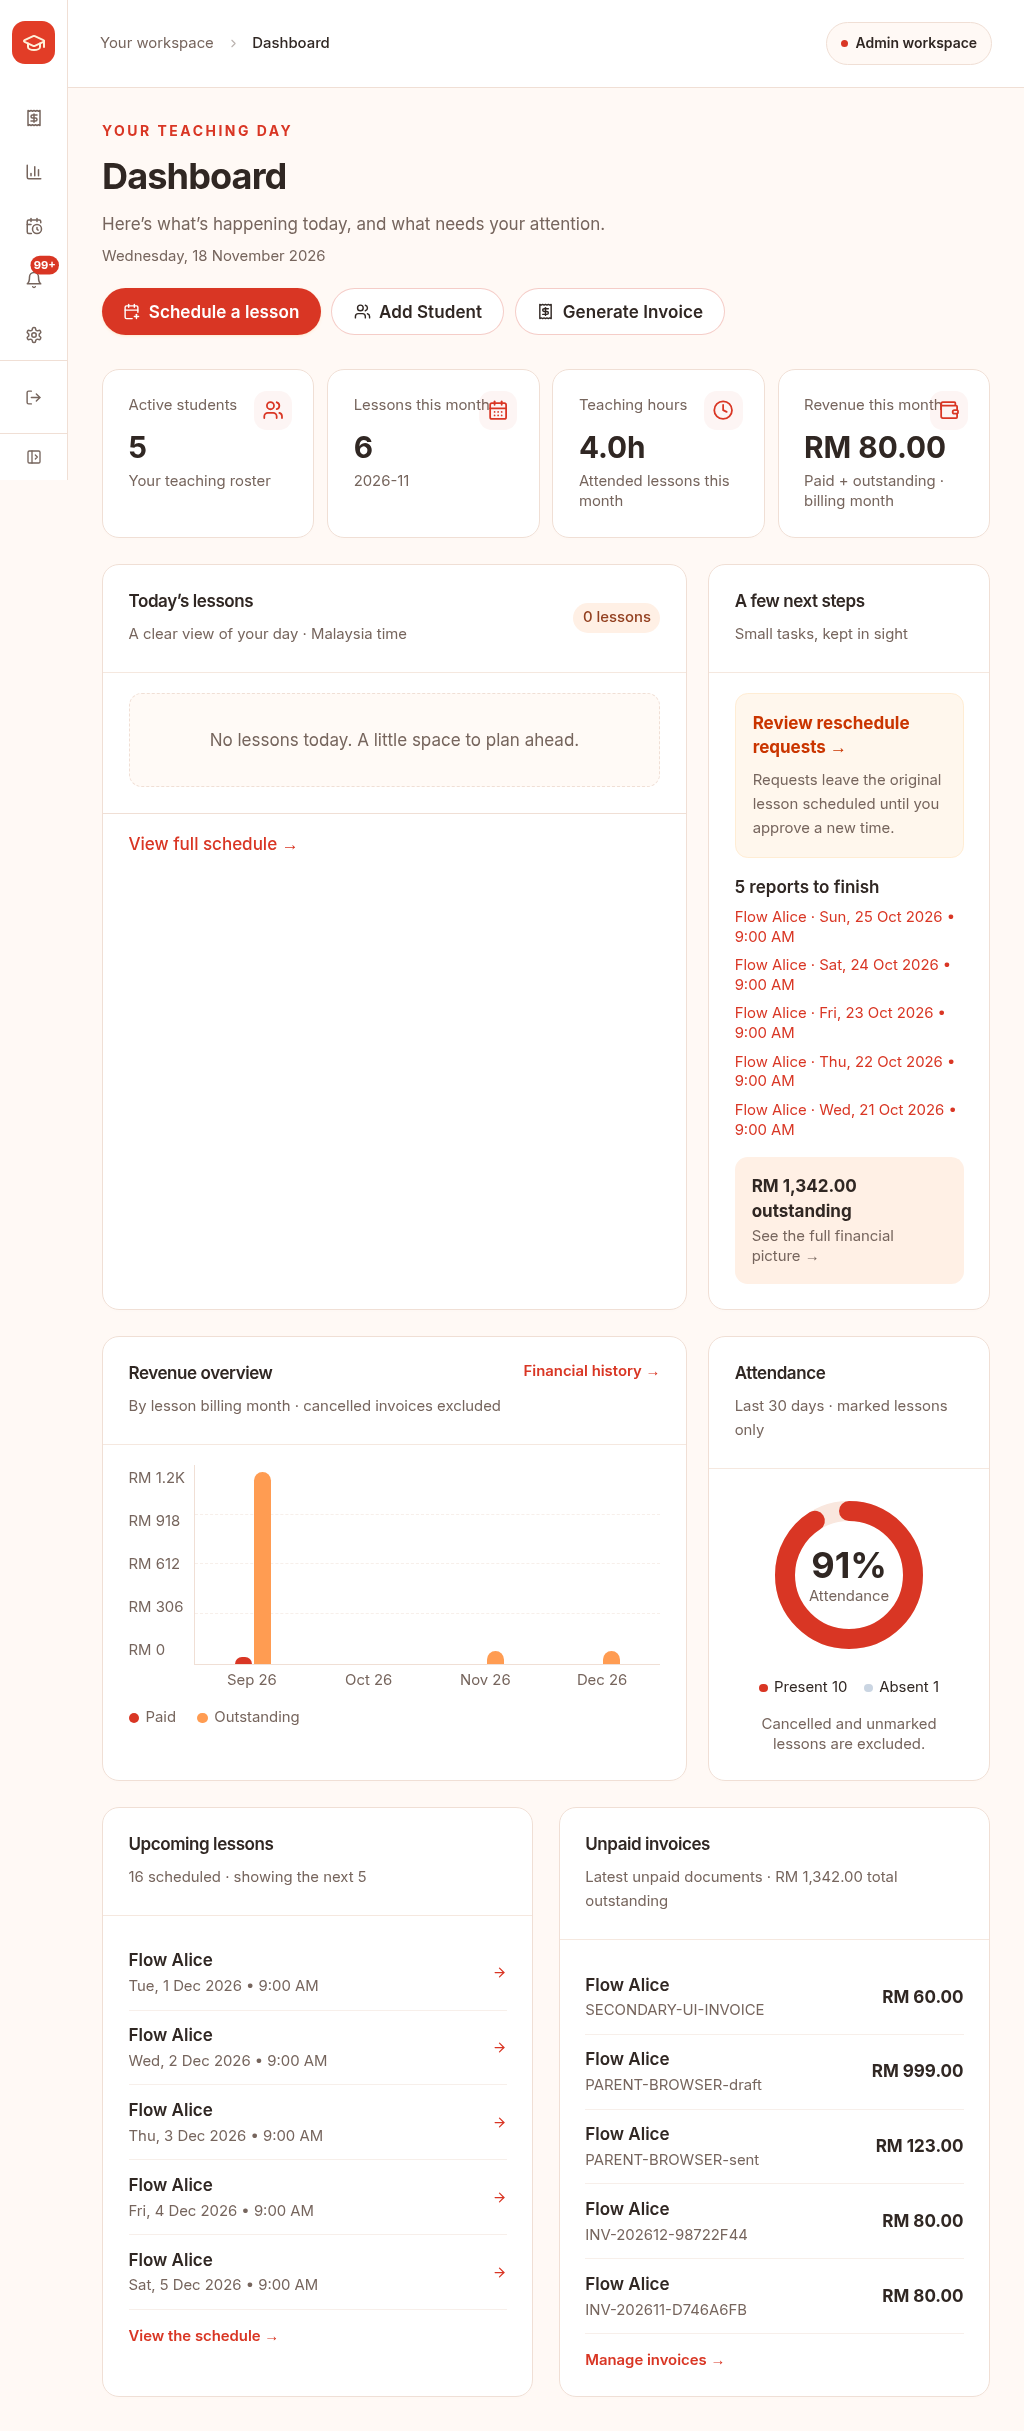 Your workspace > Dashboard
Admin workspace
99+
YOUR TEACHING DAY
Dashboard
Here’s what’s happening today, and what needs your attention.
Wednesday, 18 November 2026
Schedule a lesson
Add Student
Generate Invoice
Active students
5
Your teaching roster
Lessons this month
6
2026-11
Teaching hours
4.0h
Attended lessons this
month
Revenue this month
RM 80.00
Paid + outstanding ·
billing month
Today’s lessons
A clear view of your day · Malaysia time
0 lessons
No lessons today. A little space to plan ahead.
View full schedule →
A few next steps
Small tasks, kept in sight
Review reschedule
requests →
Requests leave the original
lesson scheduled until you
approve a new time.
5 reports to finish
Flow Alice · Sun, 25 Oct 2026 •
9:00 AM
Flow Alice · Sat, 24 Oct 2026 •
9:00 AM
Flow Alice · Fri, 23 Oct 2026 •
9:00 AM
Flow Alice · Thu, 22 Oct 2026 •
9:00 AM
Flow Alice · Wed, 21 Oct 2026 •
9:00 AM
RM 1,342.00
outstanding
See the full financial
picture →
Revenue overview
Financial history →
By lesson billing month · cancelled invoices excluded
RM 1.2K
RM 918
RM 612
RM 306
RM 0
Sep 26
Oct 26
Nov 26
Dec 26
Paid
Outstanding
Attendance
Last 30 days · marked lessons
only
91%
Attendance
Present 10
Absent 1
Cancelled and unmarked
lessons are excluded.
Upcoming lessons
16 scheduled · showing the next 5
Flow Alice
Tue, 1 Dec 2026 • 9:00 AM
→
Flow Alice
Wed, 2 Dec 2026 • 9:00 AM
→
Flow Alice
Thu, 3 Dec 2026 • 9:00 AM
→
Flow Alice
Fri, 4 Dec 2026 • 9:00 AM
→
Flow Alice
Sat, 5 Dec 2026 • 9:00 AM
→
View the schedule →
Unpaid invoices
Latest unpaid documents · RM 1,342.00 total
outstanding
Flow Alice
SECONDARY-UI-INVOICE
RM 60.00
Flow Alice
PARENT-BROWSER-draft
RM 999.00
Flow Alice
PARENT-BROWSER-sent
RM 123.00
Flow Alice
INV-202612-98722F44
RM 80.00
Flow Alice
INV-202611-D746A6FB
RM 80.00
Manage invoices →